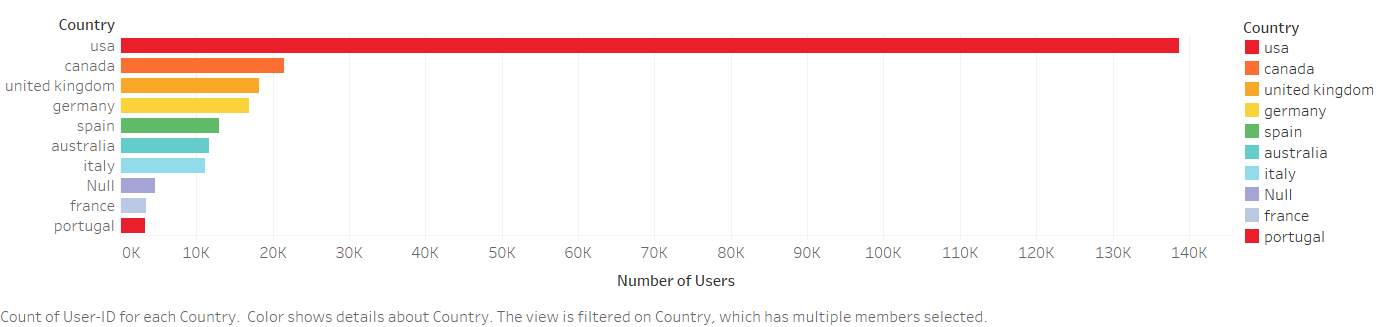 Country
usa
canada
united kingdom
germany
spain
australia
italy
Null
france
portugal
0K 10K 20K 30K 40K 50K 60K 70K 80K 90K 100K 110K 120K 130K 140K
Number of Users
Country
usa
canada
united kingdom
germany
spain
australia
italy
Null
france
portugal
Count of User-ID for each Country.  Color shows details about Country. The view is filtered on Country, which has multiple members selected.